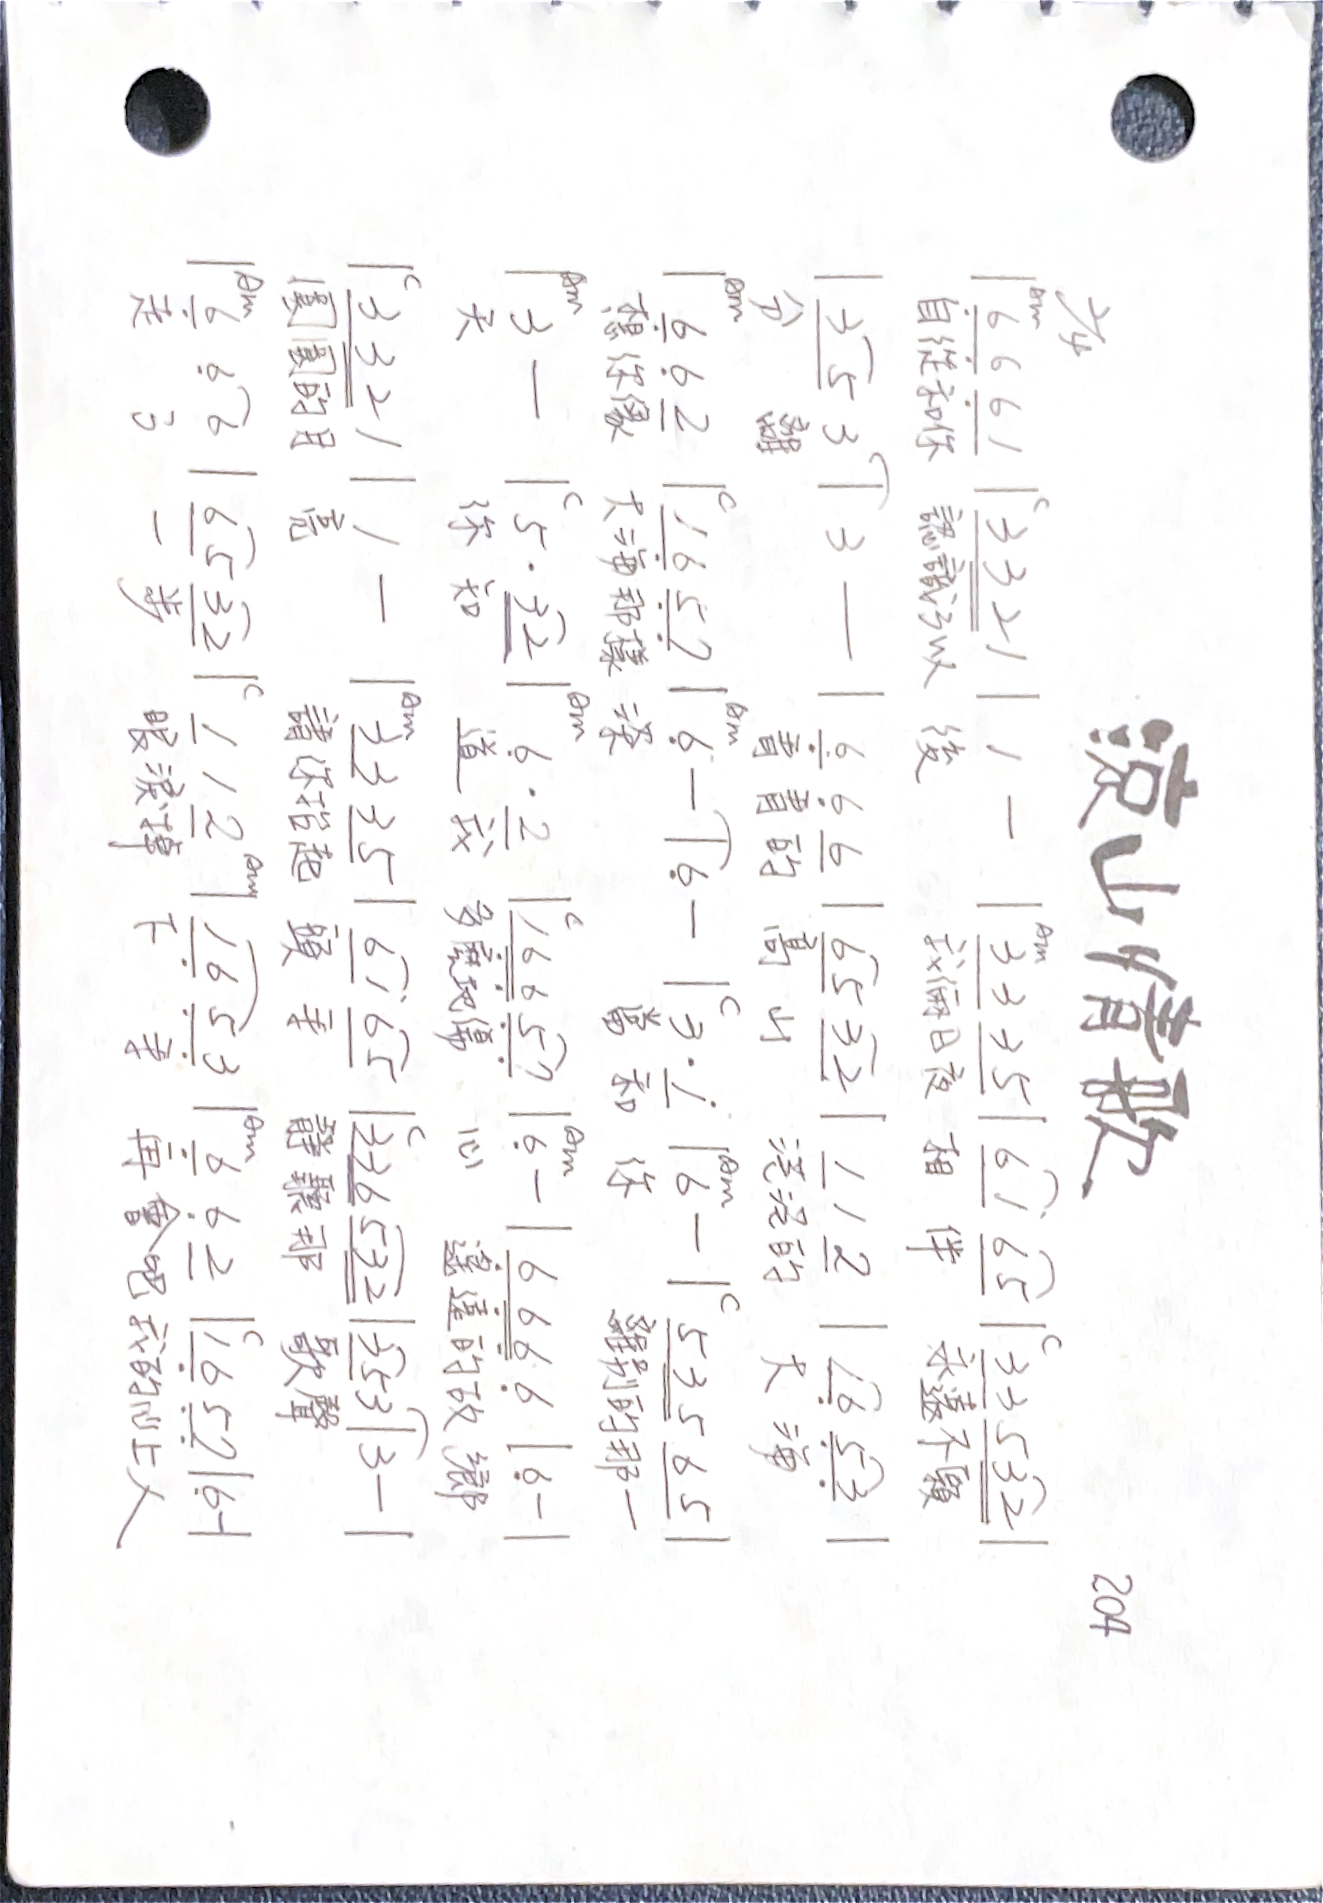 涼山情歌
204
2/4
Am C Am C
| 6 6 6 1 | 3 3 2 1 | 1 — | 3 3 3 5 | 6 i 6 5 | 3 3 5 3 2 |
自從和你 認識了以 後 我倆日夜 相 伴 永遠不願
| 3 5 3 | 3 — | 6 6 6 | 6 5 3 2 | 1 1 2 | 1 6 5 3 |
分 離 青青的 高 山 茫茫的 大 海
Am C Am C Am C
| 6 6 2 | 1 6 5 7 | 6 — | 6 — | 3 · i | 6 — | 5 3 5 6 5 |
想你像 大海那樣 深 當 和 你 離別的那一
Am C Am C Am
| 3 — | 5 · 3 2 | 6 · 2 | 1 6 6 5 7 | 6 — | 6 6 6 6 | 6 — |
天 你 知 道 我 多麼地傷 心 遙遠的故 鄉
C Am C
| 3 3 2 1 | 1 — | 3 3 3 5 | 6 i 6 5 | 3 3 6 5 3 2 | 3 5 3 | 3 — |
圓圓的月 亮 請你抬起 頭 來 靜聽那 歌聲
Am C Am Am C
| 6 6 6 | 6 5 3 2 | 1 1 2 | 1 6 5 3 | 6 6 2 | 1 6 5 7 | 6 — |
走 了 一 步 眼淚掉 下 來 再會吧 我的心上人